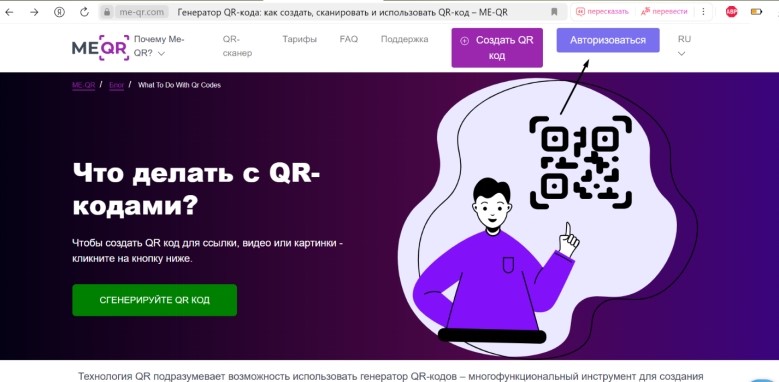 me-qr.com Генератор QR-кода: как создать, сканировать и использовать QR-код – ME-QR
пересказать
перевести
ABP
MEQR
Почему Me-QR?
QR-сканер
Тарифы
FAQ
Поддержка
Создать QR код
Авторизоваться
RU
ME-QR / Блог / What To Do With Qr Codes
Что делать с QR-
кодами?
Чтобы создать QR код для ссылки, видео или картинки -
кликните на кнопку ниже.
СГЕНЕРИРУЙТЕ QR КОД
Технология QR подразумевает возможность использовать генератор QR-кодов – многофункциональный инструмент для создания